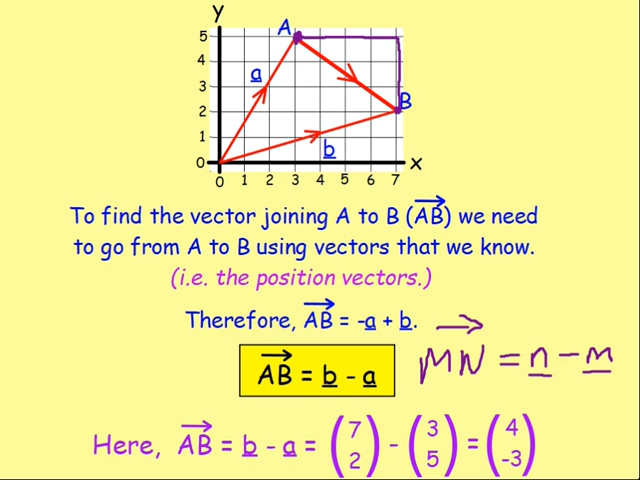 y
A
5
4
3
2
1
0
a
B
b
x
0 1 2 3 4 5 6 7
To find the vector joining A to B (AB) we need
to go from A to B using vectors that we know.
(i.e. the position vectors.)
Therefore, AB = -a + b.
MN = n - m
AB = b - a
Here, AB = b - a = (7 2) - (3 5) = (4 -3)